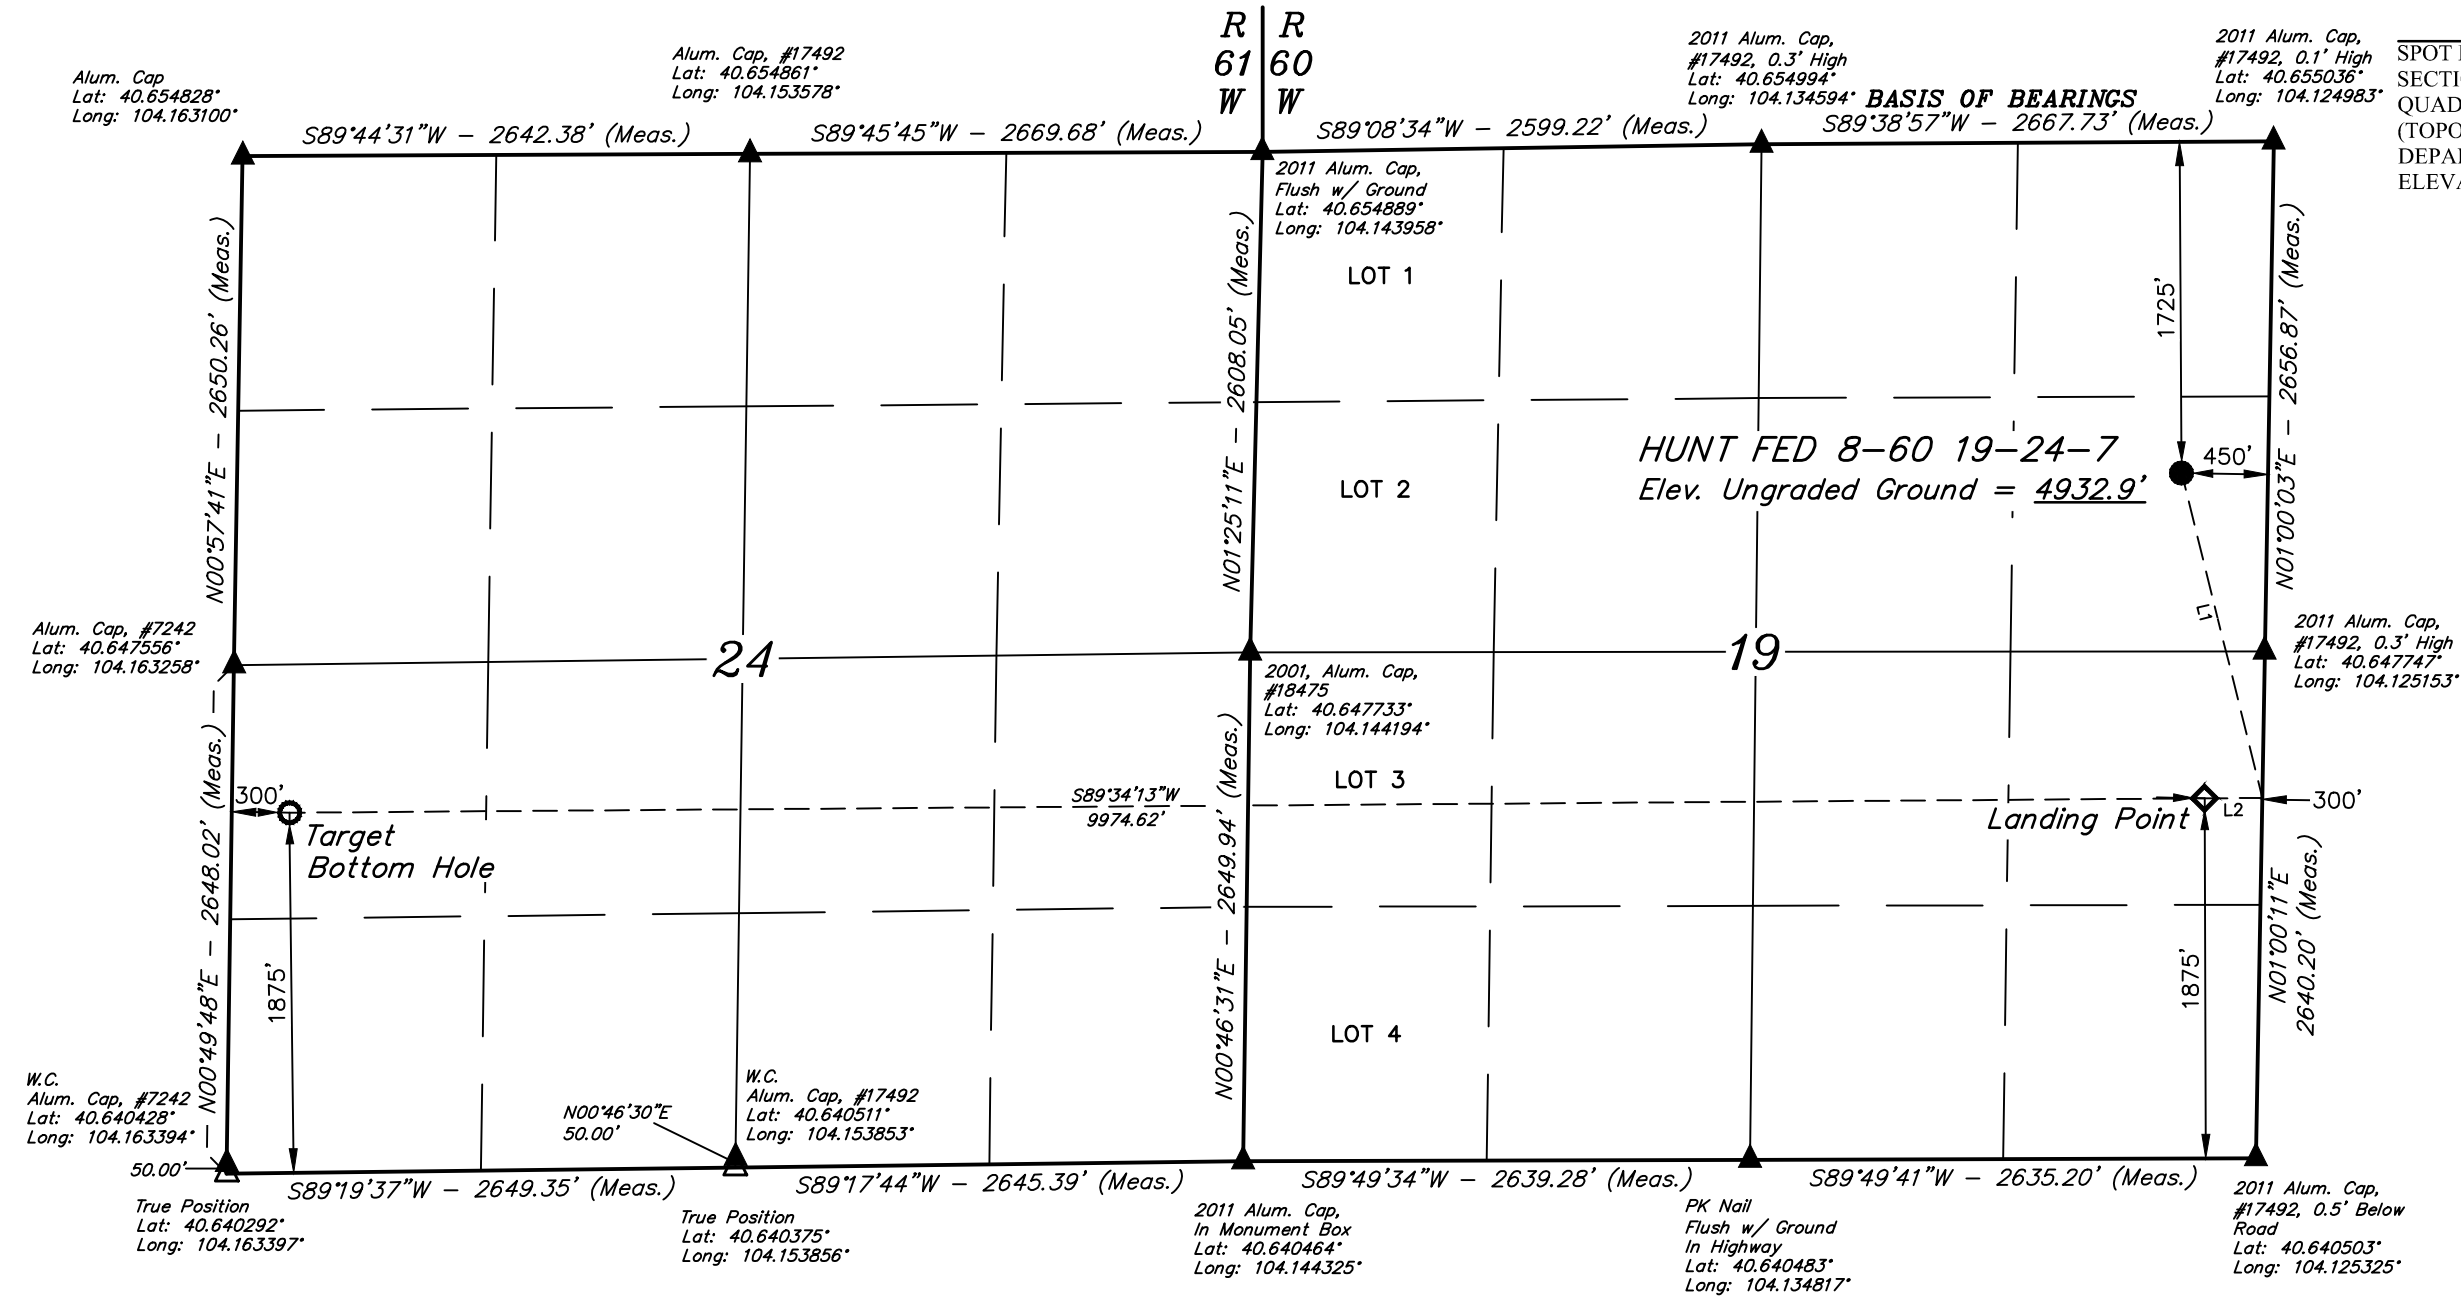 R R
61 60
W W
Alum. Cap
Lat: 40.654828°
Long: 104.163100°
Alum. Cap, #17492
Lat: 40.654861°
Long: 104.153578°
2011 Alum. Cap,
#17492, 0.3' High
Lat: 40.654994°
Long: 104.134594°
BASIS OF BEARINGS
2011 Alum. Cap,
#17492, 0.1' High
Lat: 40.655036°
Long: 104.124983°
S89°44'31"W - 2642.38' (Meas.)
S89°45'45"W - 2669.68' (Meas.)
S89°08'34"W - 2599.22' (Meas.)
S89°38'57"W - 2667.73' (Meas.)
2011 Alum. Cap,
Flush w/ Ground
Lat: 40.654889°
Long: 104.143958°
N00°57'41"E - 2650.26' (Meas.)
N01°25'11"E - 2608.05' (Meas.)
N01°00'03"E - 2656.87' (Meas.)
LOT 1
1725'
HUNT FED 8-60 19-24-7
Elev. Ungraded Ground = 4932.9'
450'
LOT 2
L1
Alum. Cap, #7242
Lat: 40.647556°
Long: 104.163258°
24
19
2001, Alum. Cap,
#18475
Lat: 40.647733°
Long: 104.144194°
2011 Alum. Cap,
#17492, 0.3' High
Lat: 40.647747°
Long: 104.125153°
LOT 3
300'
Target
Bottom Hole
S89°34'13"W
9974.62'
Landing Point
L2
300'
N00°49'48"E - 2648.02' (Meas.)
N00°46'31"E - 2649.94' (Meas.)
N01°00'11"E
2640.20' (Meas.)
1875'
1875'
LOT 4
W.C.
Alum. Cap, #7242
Lat: 40.640428°
Long: 104.163394°
50.00'
N00°46'30"E
50.00'
W.C.
Alum. Cap, #17492
Lat: 40.640511°
Long: 104.153853°
S89°19'37"W - 2649.35' (Meas.)
S89°17'44"W - 2645.39' (Meas.)
S89°49'34"W - 2639.28' (Meas.)
S89°49'41"W - 2635.20' (Meas.)
True Position
Lat: 40.640292°
Long: 104.163397°
True Position
Lat: 40.640375°
Long: 104.153856°
2011 Alum. Cap,
In Monument Box
Lat: 40.640464°
Long: 104.144325°
PK Nail
Flush w/ Ground
In Highway
Lat: 40.640483°
Long: 104.134817°
2011 Alum. Cap,
#17492, 0.5' Below
Road
Lat: 40.640503°
Long: 104.125325°
SPOT